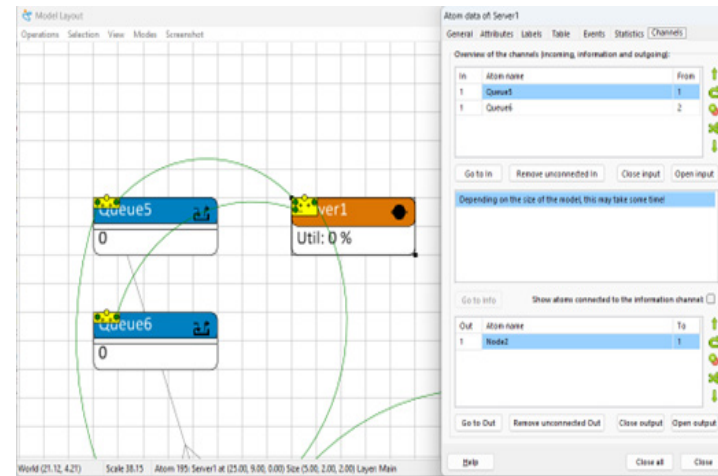 Model Layout
Operations Selection View Modes Screenshot
Queue5
0
Server1
Util: 0 %
Queue6
0
World (21.12, 4.21) Scale 38.15 Atom 195: Server1 at (25.00, 9.00, 0.00) Size (5.00, 2.00, 2.00) Layer: Main
Atom data of: Server1
General Attributes Labels Table Events Statistics Channels
Overview of the channels (incoming, information and outgoing):
In Atom name From
1 Queue5 1
1 Queue6 2
Go to In Remove unconnected In Close input Open input
Depending on the size of the model, this may take some time!
Go to Info Show atoms connected to the information channel
Out Atom name To
1 Node2 1
Go to Out Remove unconnected Out Close output Open output
Help Close all Close